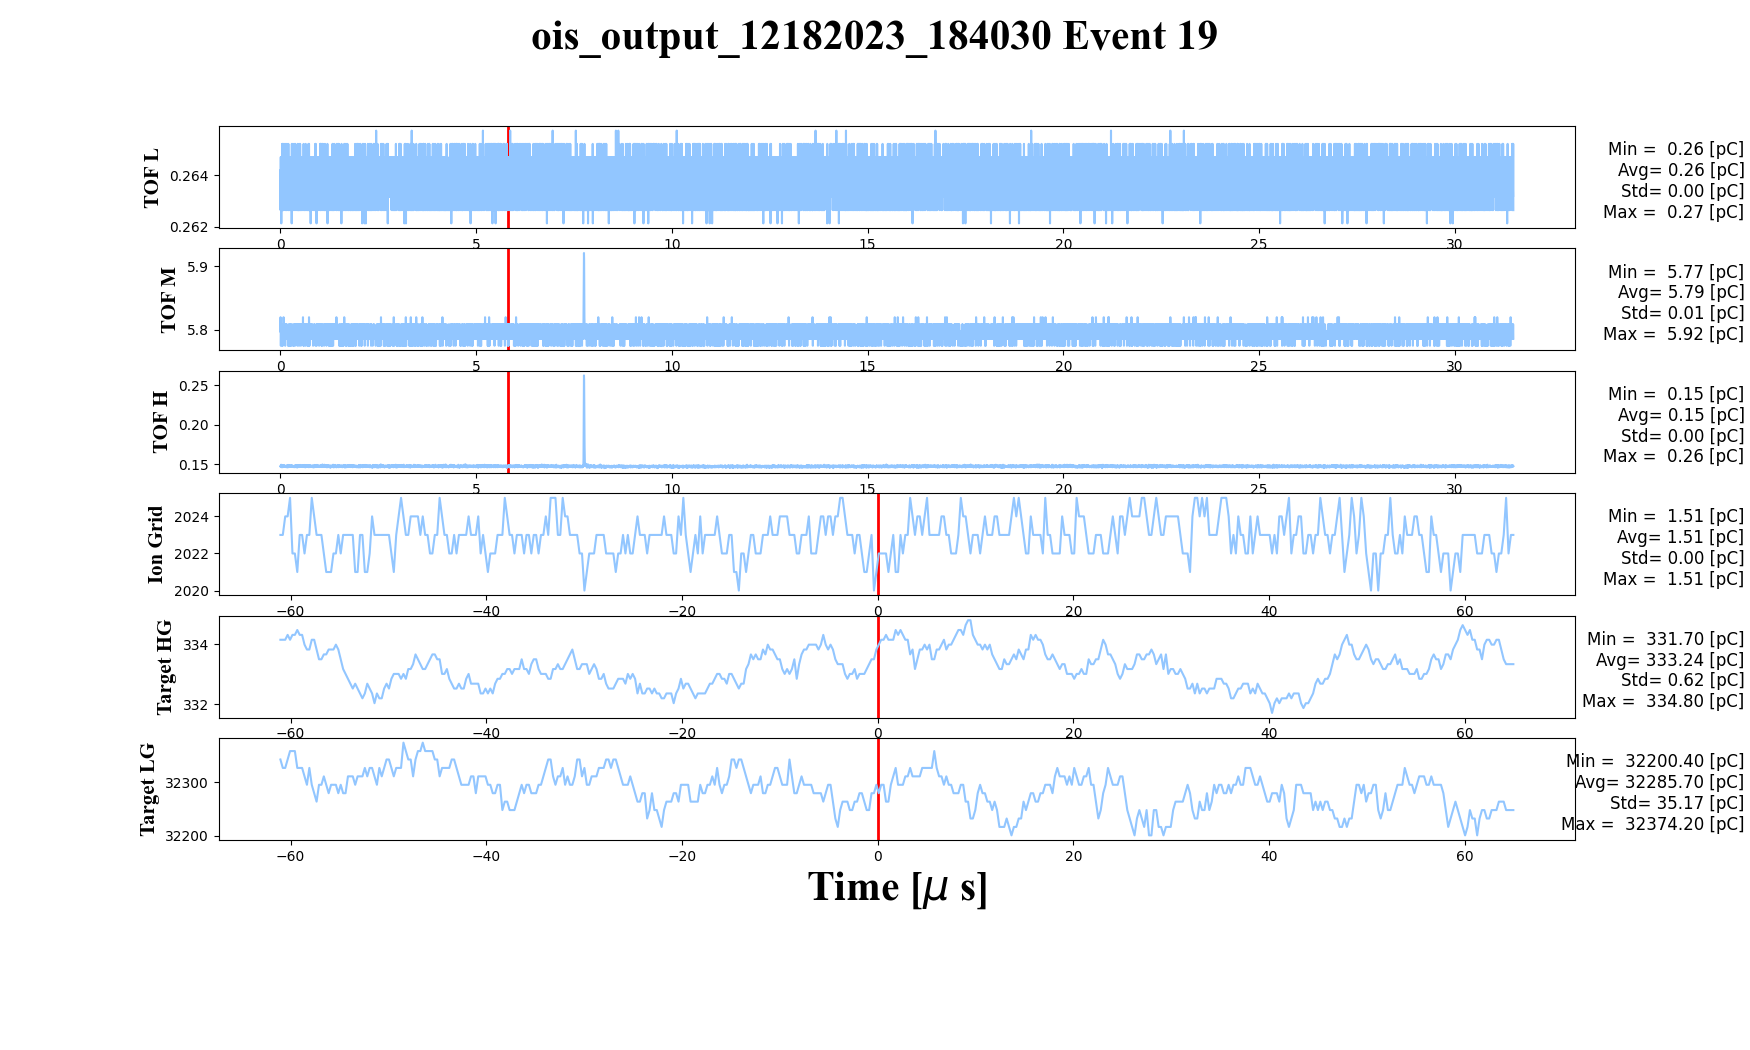 ois_output_12182023_184030 Event 19
TOF L
0.264
0.262
0 5 10 15 20 25 30
Min = 0.26 [pC]
Avg= 0.26 [pC]
Std= 0.00 [pC]
Max = 0.27 [pC]
TOF M
5.9
5.8
0 5 10 15 20 25 30
Min = 5.77 [pC]
Avg= 5.79 [pC]
Std= 0.01 [pC]
Max = 5.92 [pC]
TOF H
0.25
0.20
0.15
0 5 10 15 20 25 30
Min = 0.15 [pC]
Avg= 0.15 [pC]
Std= 0.00 [pC]
Max = 0.26 [pC]
Ion Grid
2024
2022
2020
−60 −40 −20 0 20 40 60
Min = 1.51 [pC]
Avg= 1.51 [pC]
Std= 0.00 [pC]
Max = 1.51 [pC]
Target HG
334
332
−60 −40 −20 0 20 40 60
Min = 331.70 [pC]
Avg= 333.24 [pC]
Std= 0.62 [pC]
Max = 334.80 [pC]
Target LG
32300
32200
−60 −40 −20 0 20 40 60
Min = 32200.40 [pC]
Avg= 32285.70 [pC]
Std= 35.17 [pC]
Max = 32374.20 [pC]
Time [μ s]